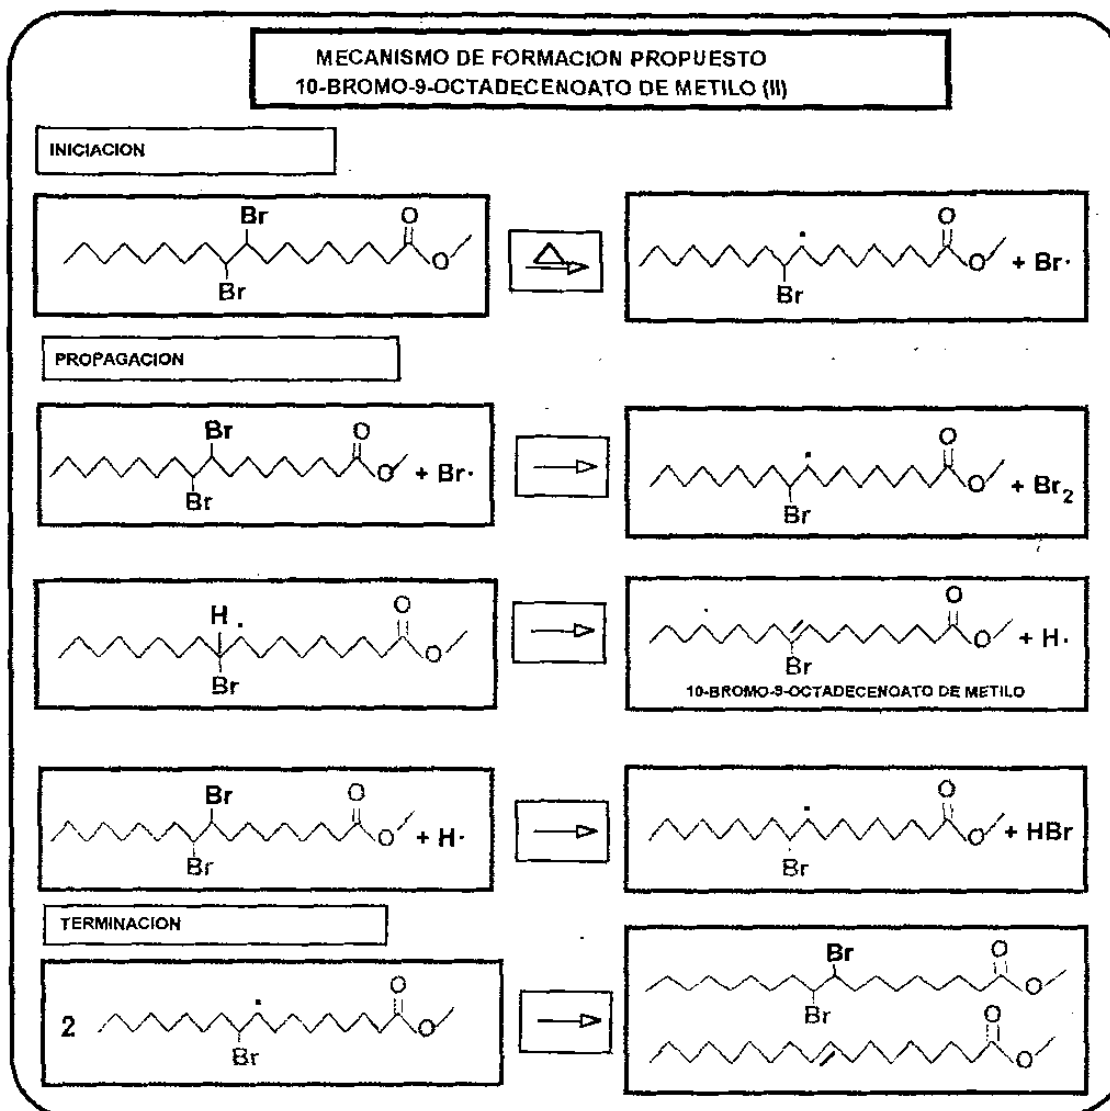 MECANISMO DE FORMACION PROPUESTO
10-BROMO-9-OCTADECENOATO DE METILO (II)
INICIACION
Br
O
O
Br
Δ
O
O
Br
+ Br·
PROPAGACION
Br
O
O
Br
+ Br·
O
O
Br
+ Br2
H
O
O
Br
O
O
Br
+ H·
10-BROMO-9-OCTADECENOATO DE METILO
Br
O
O
Br
+ H·
O
O
Br
+ HBr
TERMINACION
2
O
O
Br
Br
O
O
Br
O
O